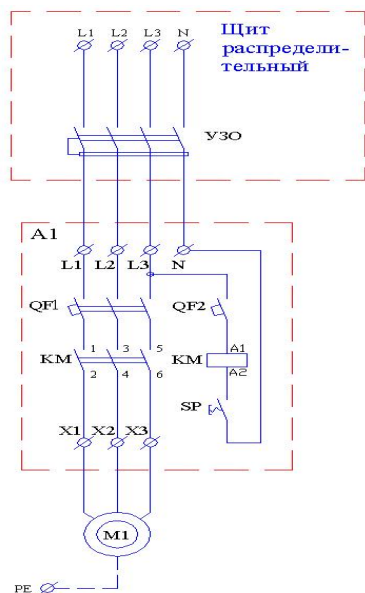 L1 L2 L3 N
Щит
распредели-
тельный
УЗО
A1
L1 L2 L3 N
QF1
QF2
1 3 5
KM
2 4 6
KM
A1
A2
SP
X1 X2 X3
M1
PE